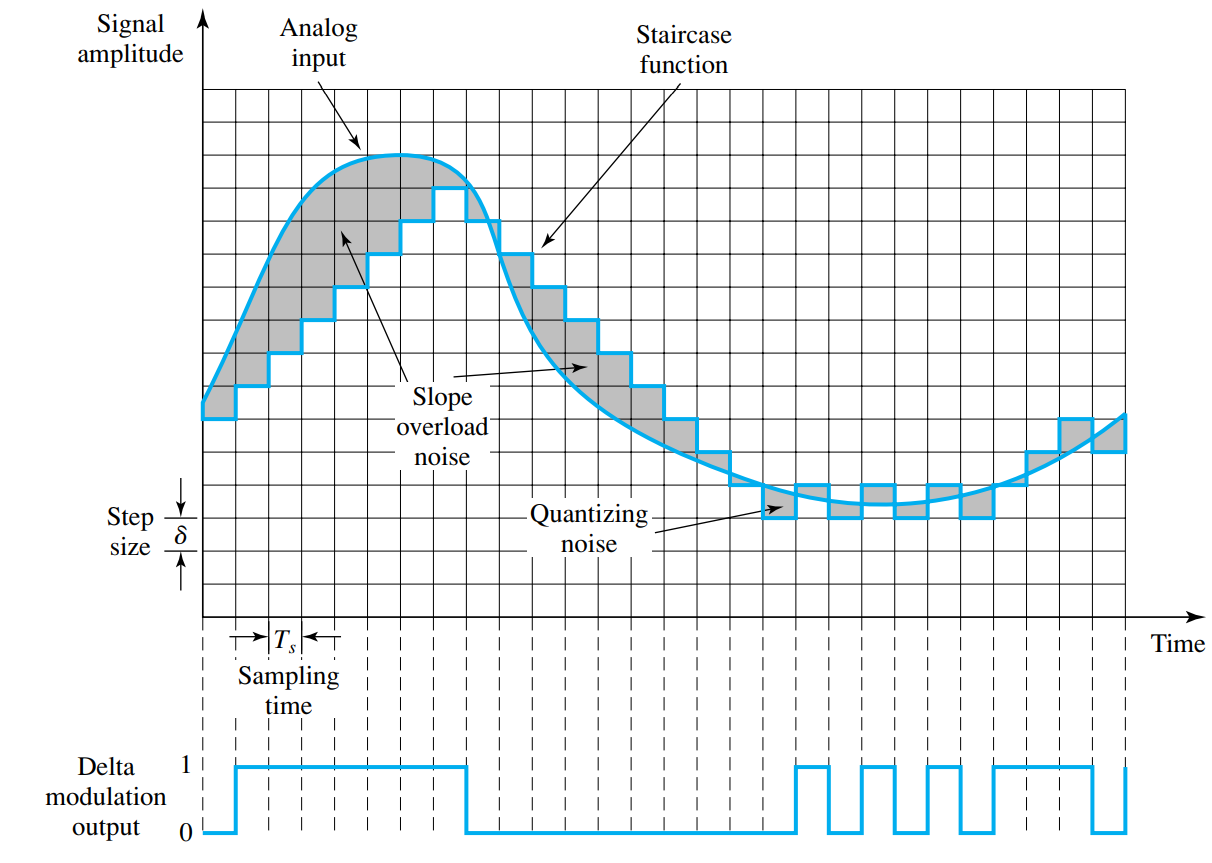 Signal
amplitude
Analog
input
Staircase
function
Slope
overload
noise
Quantizing
noise
Step
size
δ
Time
Ts
Sampling
time
Delta
modulation
output
1
0